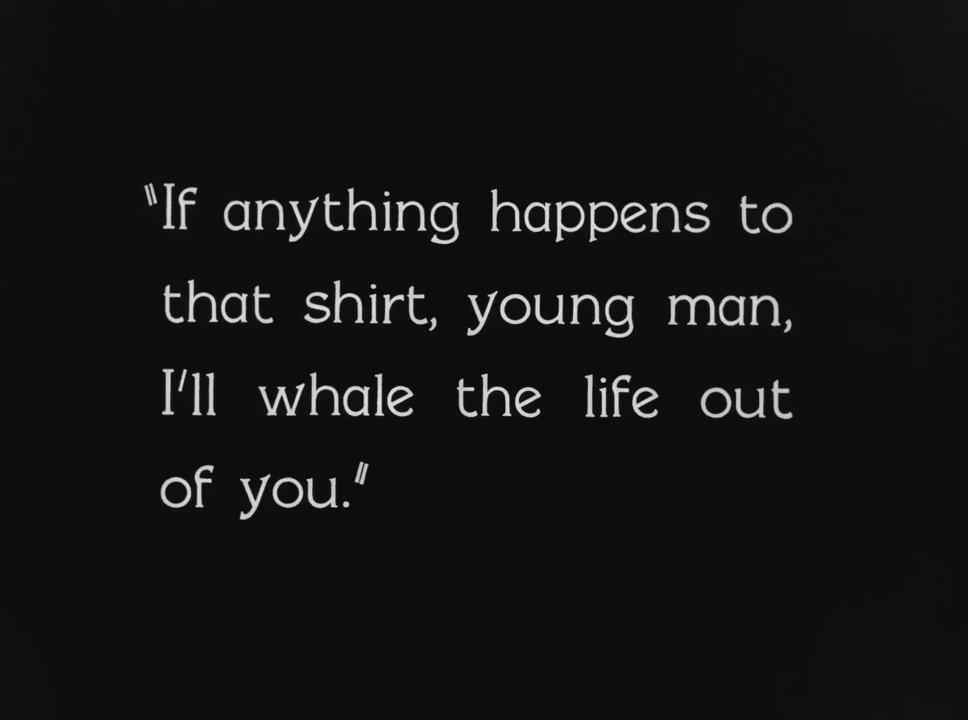 "If anything happens to
that shirt, young man,
I'll whale the life out
of you."